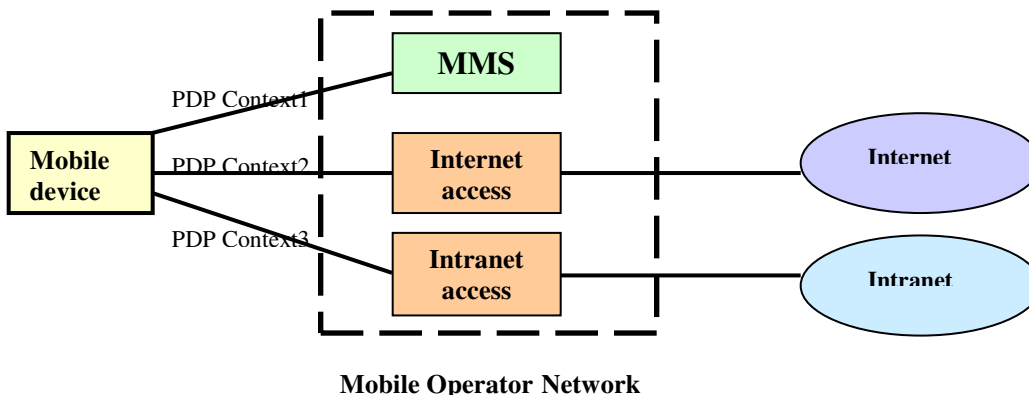 MMS
PDP Context1
Mobile
device
PDP Context2
Internet
access
Internet
PDP Context3
Intranet
access
Intranet
Mobile Operator Network